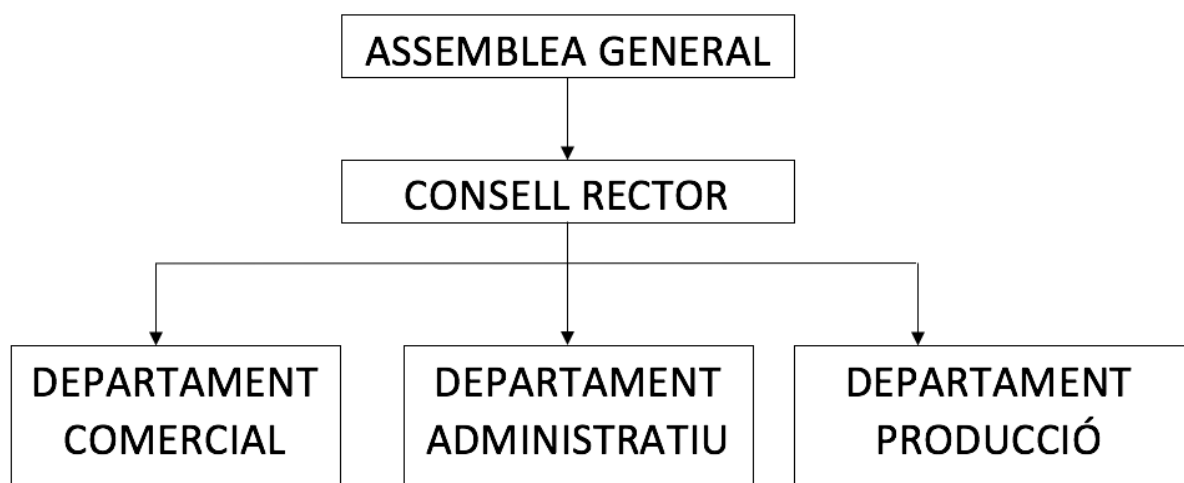 ASSEMBLEA GENERAL
CONSELL RECTOR
DEPARTAMENT
COMERCIAL
DEPARTAMENT
ADMINISTRATIU
DEPARTAMENT
PRODUCCIÓ